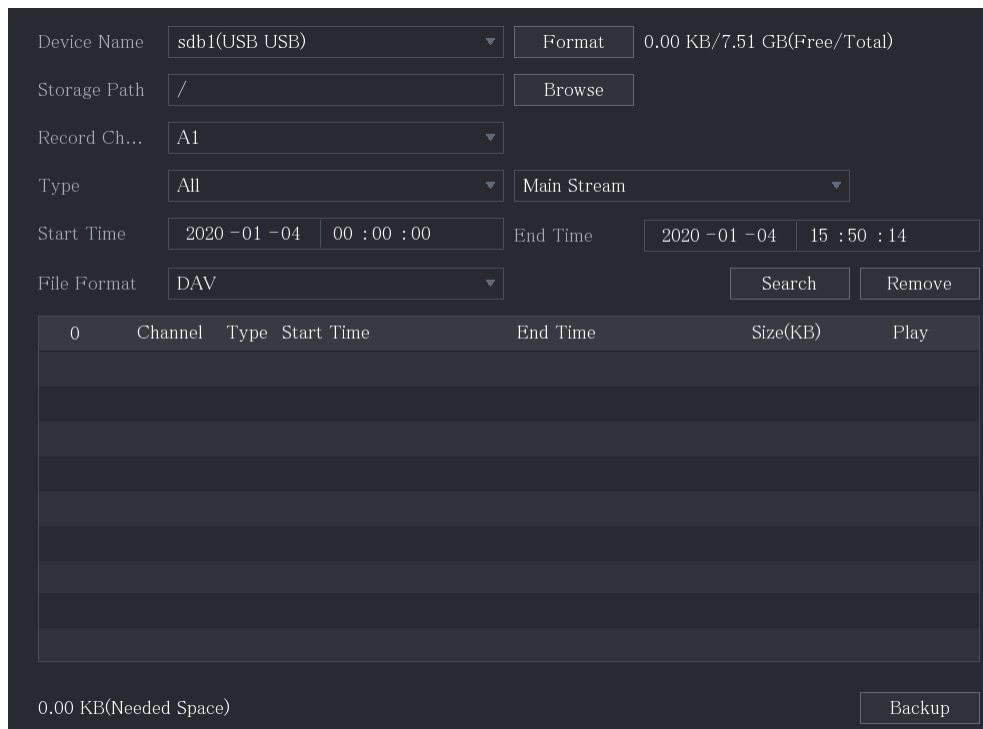 Device Name sdb1(USB USB) Format 0.00 KB/7.51 GB(Free/Total)
Storage Path / Browse
Record Ch... A1
Type All Main Stream
Start Time 2020 -01 -04 00 :00 :00 End Time 2020 -01 -04 15 :50 :14
File Format DAV Search Remove
0 Channel Type Start Time End Time Size(KB) Play
0.00 KB(Needed Space) Backup